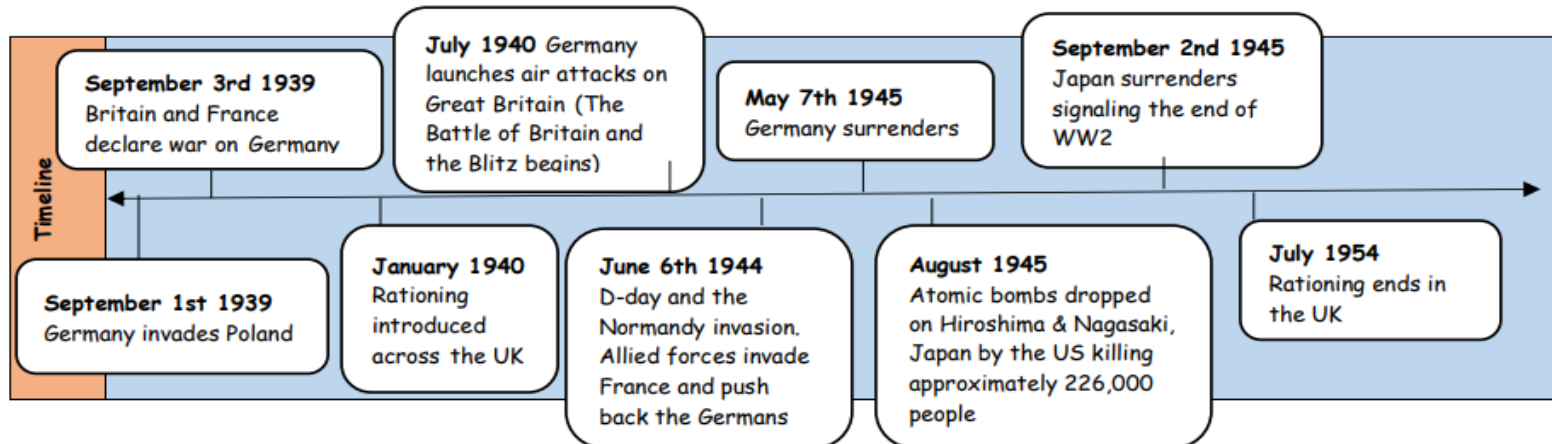 Timeline
September 3rd 1939
Britain and France
declare war on Germany
July 1940 Germany
launches air attacks on
Great Britain (The
Battle of Britain and
the Blitz begins)
May 7th 1945
Germany surrenders
September 2nd 1945
Japan surrenders
signaling the end of
WW2
September 1st 1939
Germany invades Poland
January 1940
Rationing
introduced
across the UK
June 6th 1944
D-day and the
Normandy invasion.
Allied forces invade
France and push
back the Germans
August 1945
Atomic bombs dropped
on Hiroshima & Nagasaki,
Japan by the US killing
approximately 226,000
people
July 1954
Rationing ends in
the UK